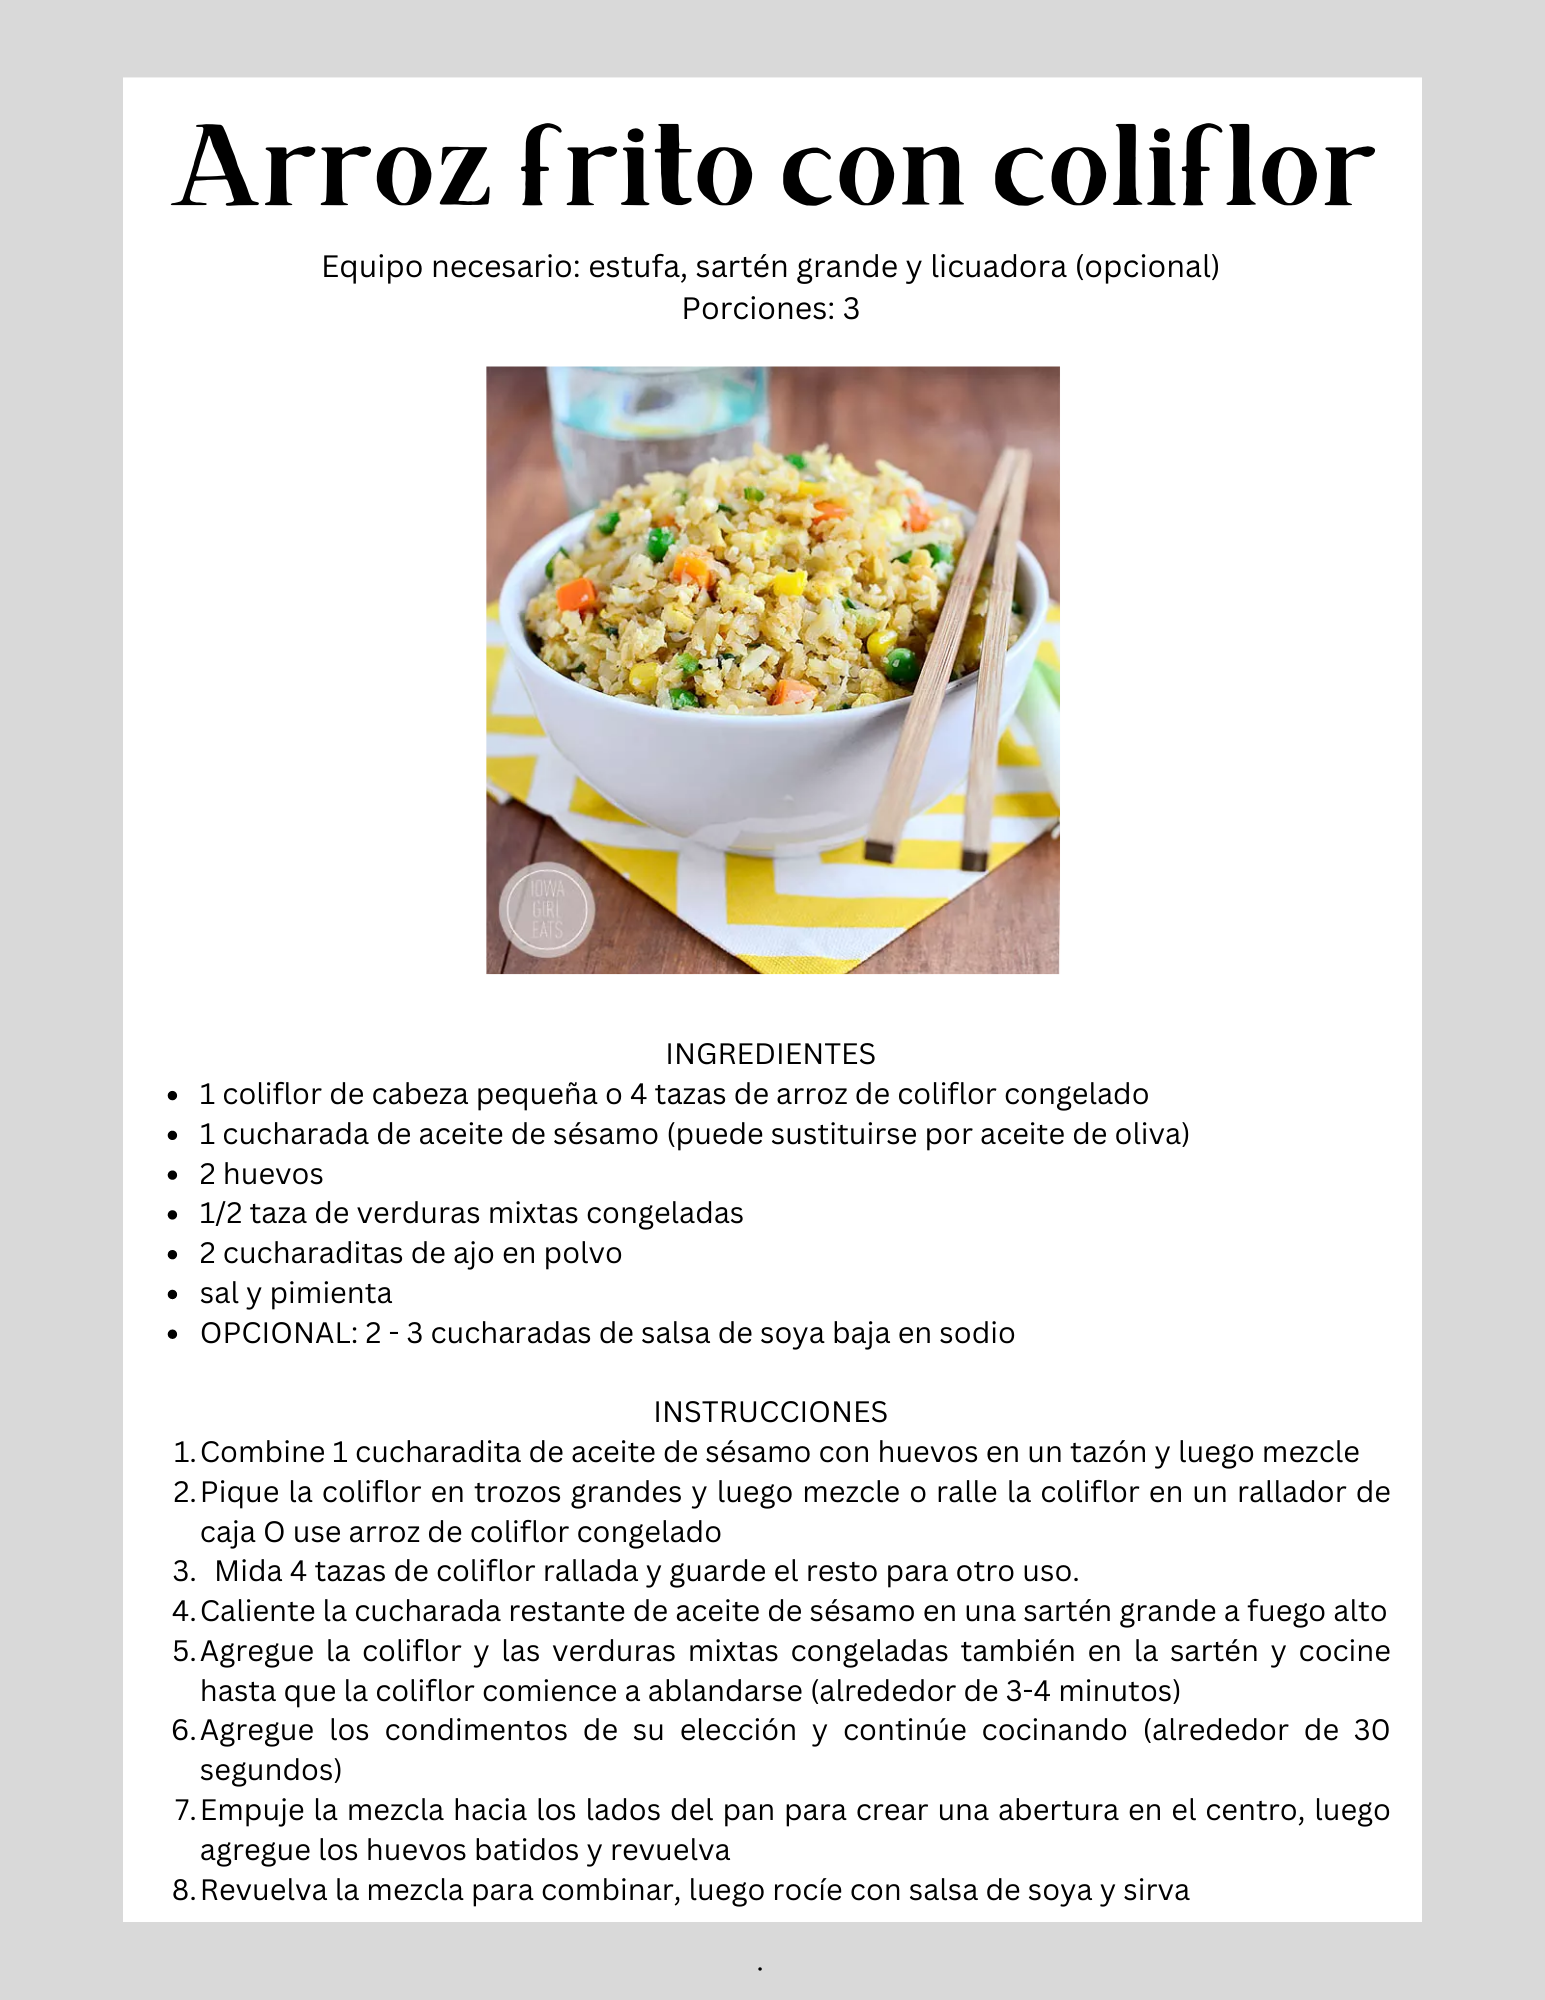 Arroz frito con coliflor
Equipo necesario: estufa, sartén grande y licuadora (opcional)
Porciones: 3
IOWA
GIRL
EATS
INGREDIENTES
• 1 coliflor de cabeza pequeña o 4 tazas de arroz de coliflor congelado
• 1 cucharada de aceite de sésamo (puede sustituirse por aceite de oliva)
• 2 huevos
• 1/2 taza de verduras mixtas congeladas
• 2 cucharaditas de ajo en polvo
• sal y pimienta
• OPCIONAL: 2 - 3 cucharadas de salsa de soya baja en sodio
INSTRUCCIONES
1. Combine 1 cucharadita de aceite de sésamo con huevos en un tazón y luego mezcle
2. Pique la coliflor en trozos grandes y luego mezcle o ralle la coliflor en un rallador de
caja O use arroz de coliflor congelado
3. Mida 4 tazas de coliflor rallada y guarde el resto para otro uso.
4. Caliente la cucharada restante de aceite de sésamo en una sartén grande a fuego alto
5. Agregue la coliflor y las verduras mixtas congeladas también en la sartén y cocine
hasta que la coliflor comience a ablandarse (alrededor de 3-4 minutos)
6. Agregue los condimentos de su elección y continúe cocinando (alrededor de 30
segundos)
7. Empuje la mezcla hacia los lados del pan para crear una abertura en el centro, luego
agregue los huevos batidos y revuelva
8. Revuelva la mezcla para combinar, luego rocíe con salsa de soya y sirva
.